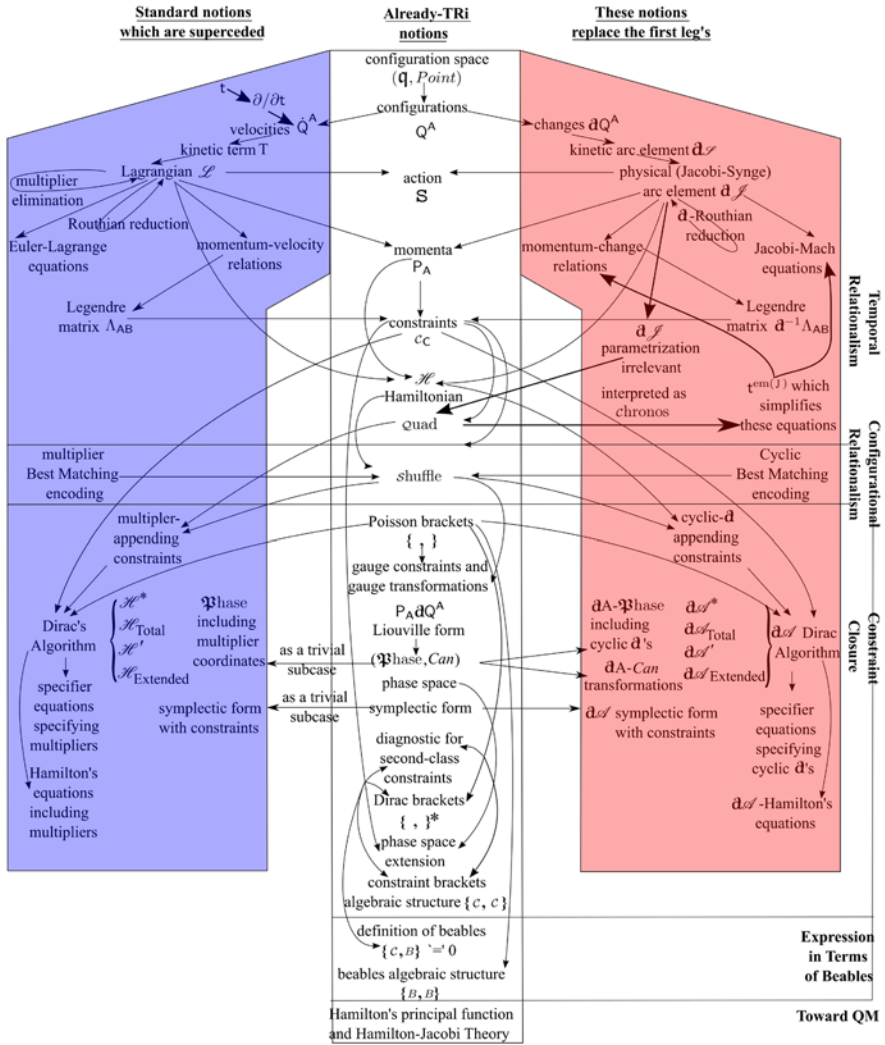 Standard notions
which are superceded
Already-TRi
notions
These notions
replace the first leg's
configuration space
(𝖖, Point)
configurations
Q^A
t
∂/∂t
velocities Q̇^A
kinetic term T
Lagrangian ℒ
multiplier
elimination
Routhian reduction
Euler-Lagrange
equations
momentum-velocity
relations
Legendre
matrix Λ_AB
changes 𝐝Q^A
kinetic arc element 𝐝𝓈
physical (Jacobi-Synge)
arc element 𝐝𝒥
𝐝-Routhian
reduction
momentum-change
relations
Jacobi-Mach
equations
Legendre
matrix 𝐝⁻¹Λ_AB
𝐝𝒥
parametrization
irrelevant
interpreted as
chronos
t^em(J) which
simplifies
these equations
action
S
momenta
P_A
constraints
c_C
ℋ
Hamiltonian
quad
shuffle
Temporal
Relationalism
Configurational
Relationalism
Constraint
Closure
multiplier
Best Matching
encoding
Cyclic
Best Matching
encoding
multipler-
appending
constraints
Poisson brackets
{ , }
gauge constraints and
gauge transformations
cyclic-𝐝
appending
constraints
Dirac's
Algorithm
ℋ*
ℋ_Total
ℋ'
ℋ_Extended
𝕻hase
including
multiplier
coordinates
P_A𝐝Q^A
Liouville form
as a trivial
subcase
(𝕻hase, Can)
phase space
as a trivial
subcase
symplectic form
𝐝A-𝕻hase
including
cyclic 𝐝's
𝐝A-Can
transformations
𝐝𝒜*
𝐝𝒜_Total
𝐝𝒜'
𝐝𝒜_Extended
𝐝𝒜 Dirac
Algorithm
specifier
equations
specifying
multipliers
symplectic form
with constraints
Hamilton's
equations
including
multipliers
𝐝𝒜 symplectic form
with constraints
specifier
equations
specifying
cyclic 𝐝's
𝐝𝒜-Hamilton's
equations
diagnostic for
second-class
constraints
Dirac brackets
{ , }*
phase space
extension
constraint brackets
algebraic structure {c, c}
definition of beables
{c, B} `=' 0
beables algebraic structure
{B, B}
Expression
in Terms
of Beables
Hamilton's principal function
and Hamilton-Jacobi Theory
Toward QM